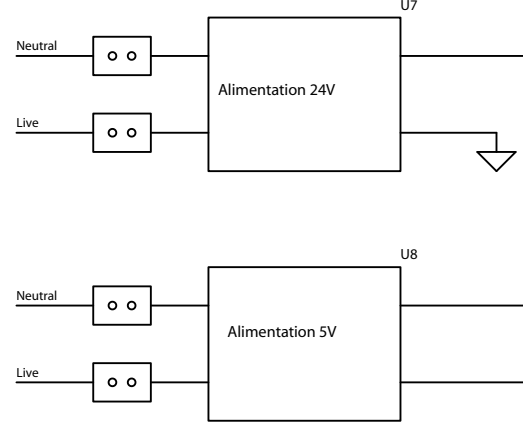 U7
Neutral
Alimentation 24V
Live
U8
Neutral
Alimentation 5V
Live